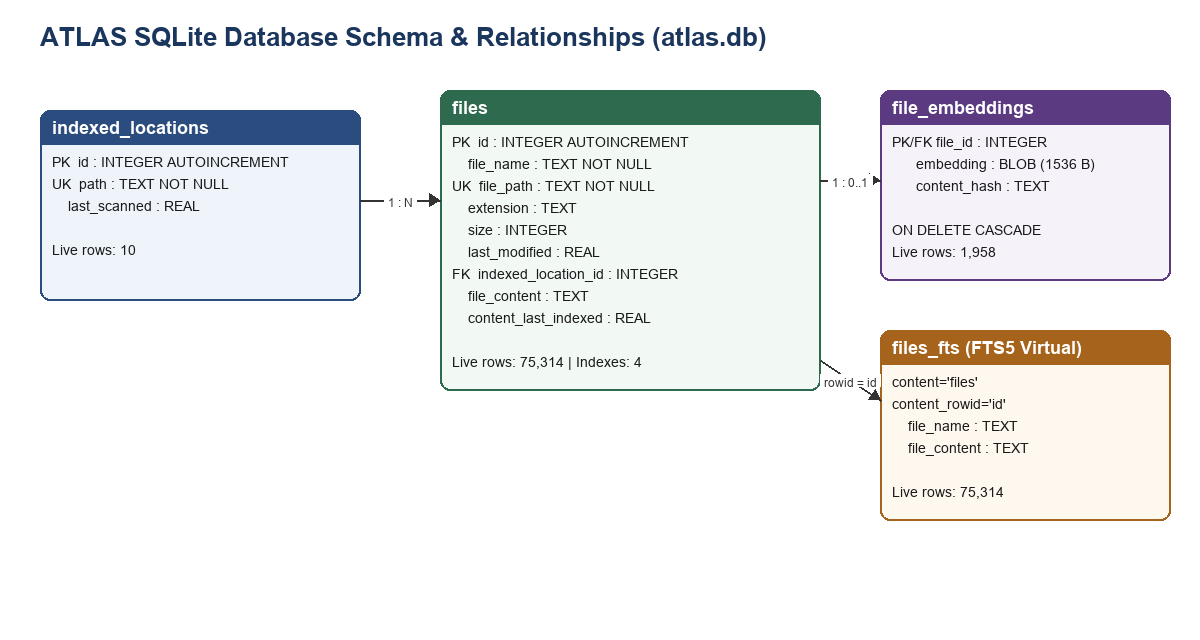 ATLAS SQLite Database Schema & Relationships (atlas.db)
indexed_locations
PK id : INTEGER AUTOINCREMENT
UK path : TEXT NOT NULL
last_scanned : REAL
Live rows: 10
1 : N
files
PK id : INTEGER AUTOINCREMENT
file_name : TEXT NOT NULL
UK file_path : TEXT NOT NULL
extension : TEXT
size : INTEGER
last_modified : REAL
FK indexed_location_id : INTEGER
file_content : TEXT
content_last_indexed : REAL
Live rows: 75,314 | Indexes: 4
1 : 0..1
file_embeddings
PK/FK file_id : INTEGER
embedding : BLOB (1536 B)
content_hash : TEXT
ON DELETE CASCADE
Live rows: 1,958
rowid = id
files_fts (FTS5 Virtual)
content='files'
content_rowid='id'
file_name : TEXT
file_content : TEXT
Live rows: 75,314